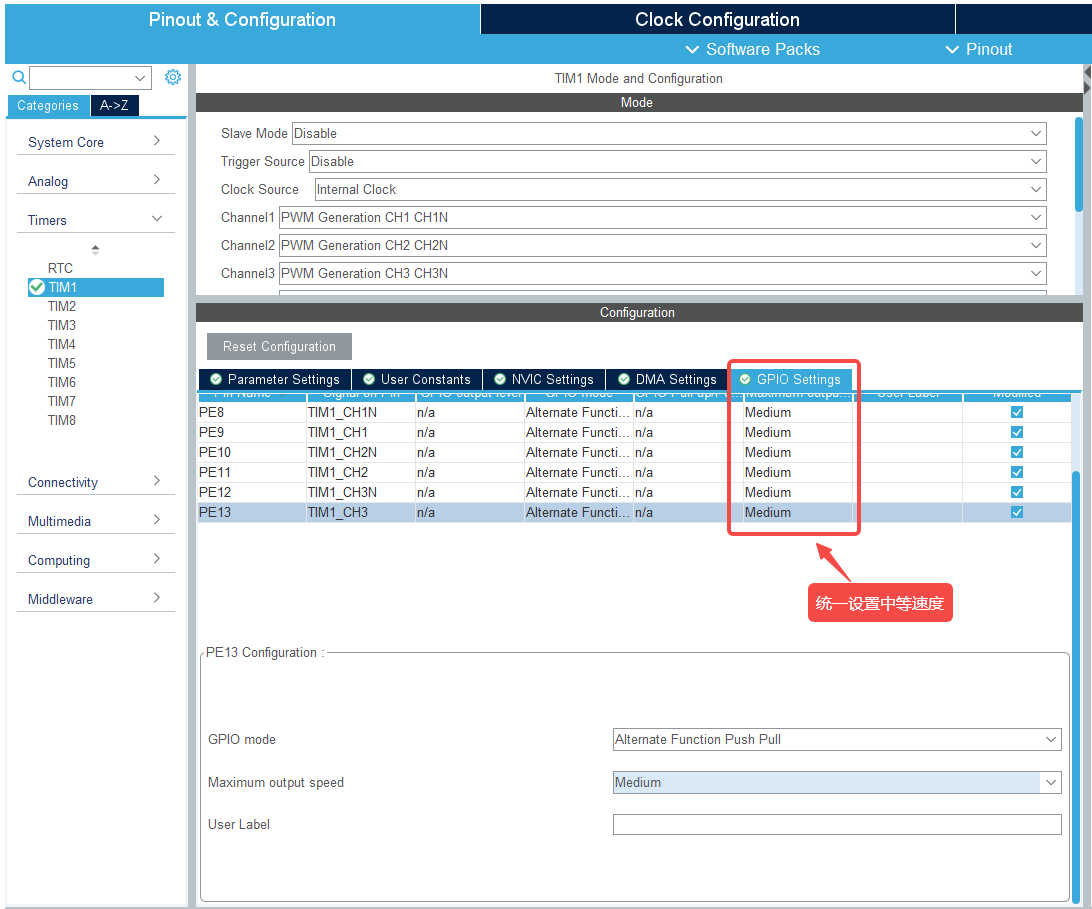 Pinout & Configuration
Clock Configuration
Software Packs
Pinout
Categories
A->Z
System Core
Analog
Timers
RTC
TIM1
TIM2
TIM3
TIM4
TIM5
TIM6
TIM7
TIM8
Connectivity
Multimedia
Computing
Middleware
TIM1 Mode and Configuration
Mode
Slave Mode Disable
Trigger Source Disable
Clock Source Internal Clock
Channel1 PWM Generation CH1 CH1N
Channel2 PWM Generation CH2 CH2N
Channel3 PWM Generation CH3 CH3N
Configuration
Reset Configuration
Parameter Settings
User Constants
NVIC Settings
DMA Settings
GPIO Settings
Pin Name Signal on Pin GPIO output level GPIO mode GPIO Pull-up/Pu... Maximum outpu... User Label Modified
PE8 TIM1_CH1N n/a Alternate Functi... n/a Medium
PE9 TIM1_CH1 n/a Alternate Functi... n/a Medium
PE10 TIM1_CH2N n/a Alternate Functi... n/a Medium
PE11 TIM1_CH2 n/a Alternate Functi... n/a Medium
PE12 TIM1_CH3N n/a Alternate Functi... n/a Medium
PE13 TIM1_CH3 n/a Alternate Functi... n/a Medium
统一设置中等速度
PE13 Configuration :
GPIO mode Alternate Function Push Pull
Maximum output speed Medium
User Label